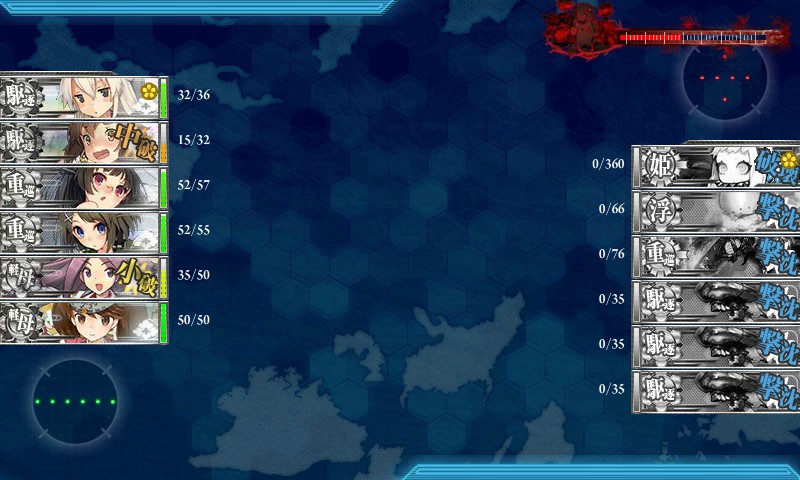 駆逐
32/36
駆逐 中破
15/32
重巡
52/57
重巡
52/55
軽母 小破
35/50
軽母
50/50
0/360
姫 破壊
0/66
浮 撃沈
0/76
重巡 撃沈
0/35
駆逐 撃沈
0/35
駆逐 撃沈
0/35
駆逐 撃沈